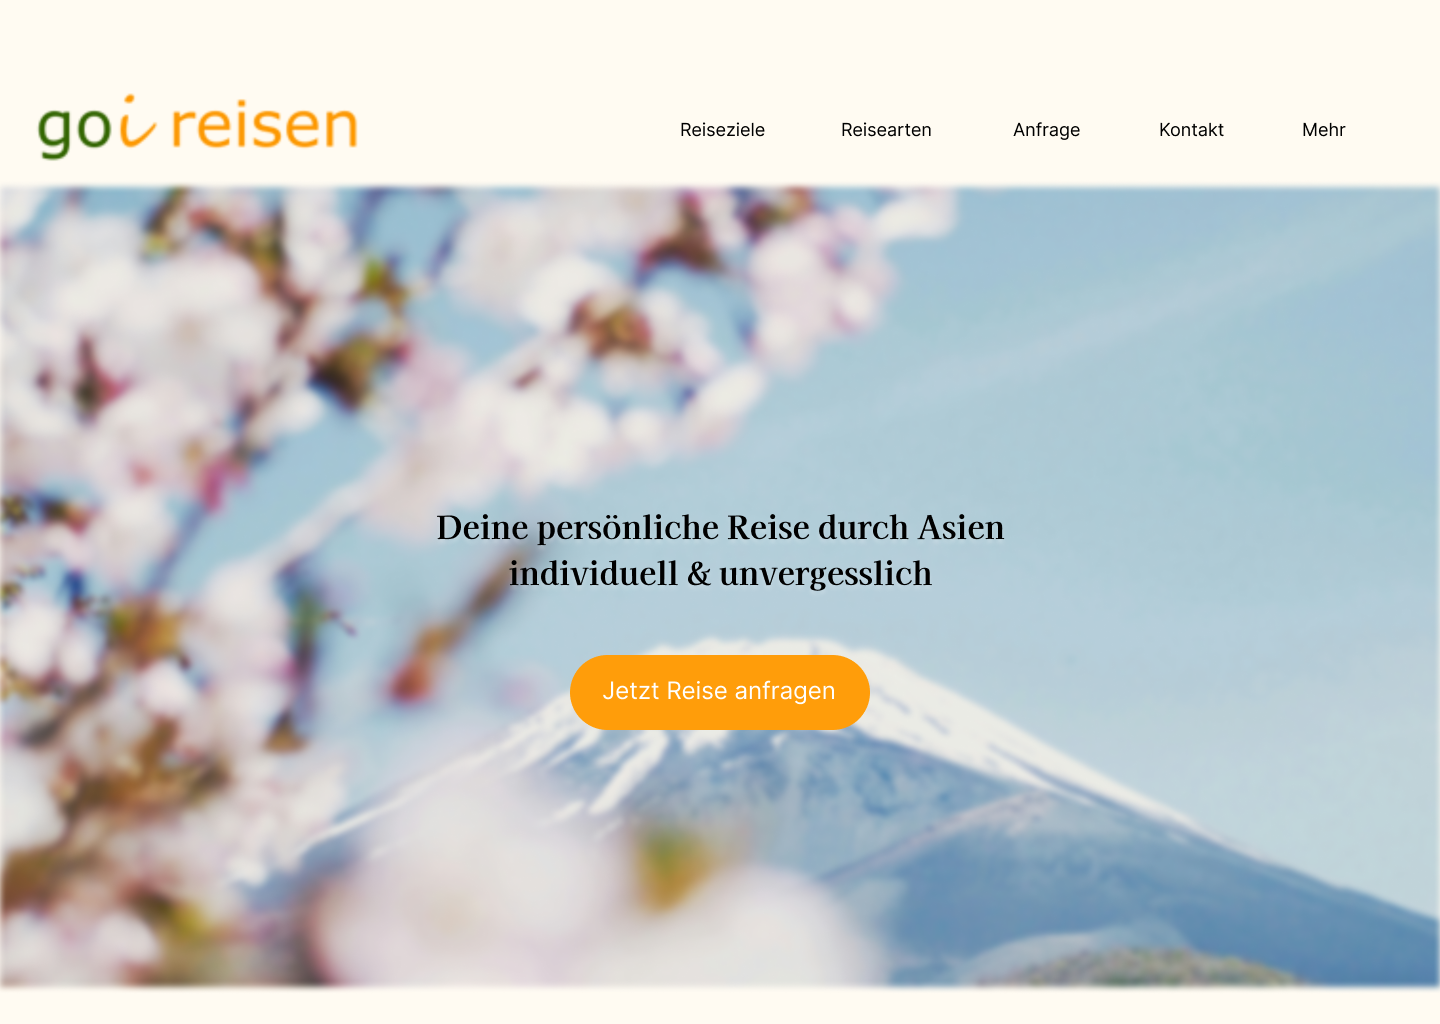 goi reisen
Reiseziele
Reisearten
Anfrage
Kontakt
Mehr
Deine persönliche Reise durch Asien
individuell & unvergesslich
Jetzt Reise anfragen